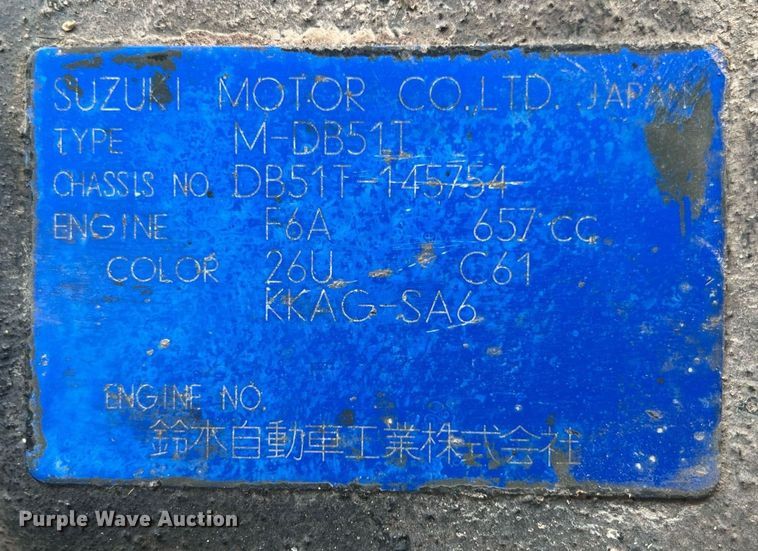 SUZUKI MOTOR CO.,LTD. JAPAN
TYPE M-DB51T
CHASSIS NO. DB51T-145754
ENGINE F6A 657 CC
COLOR 26U C61
KKAG-SA6
ENGINE NO.
鈴木自動車工業株式会社
Purple Wave Auction